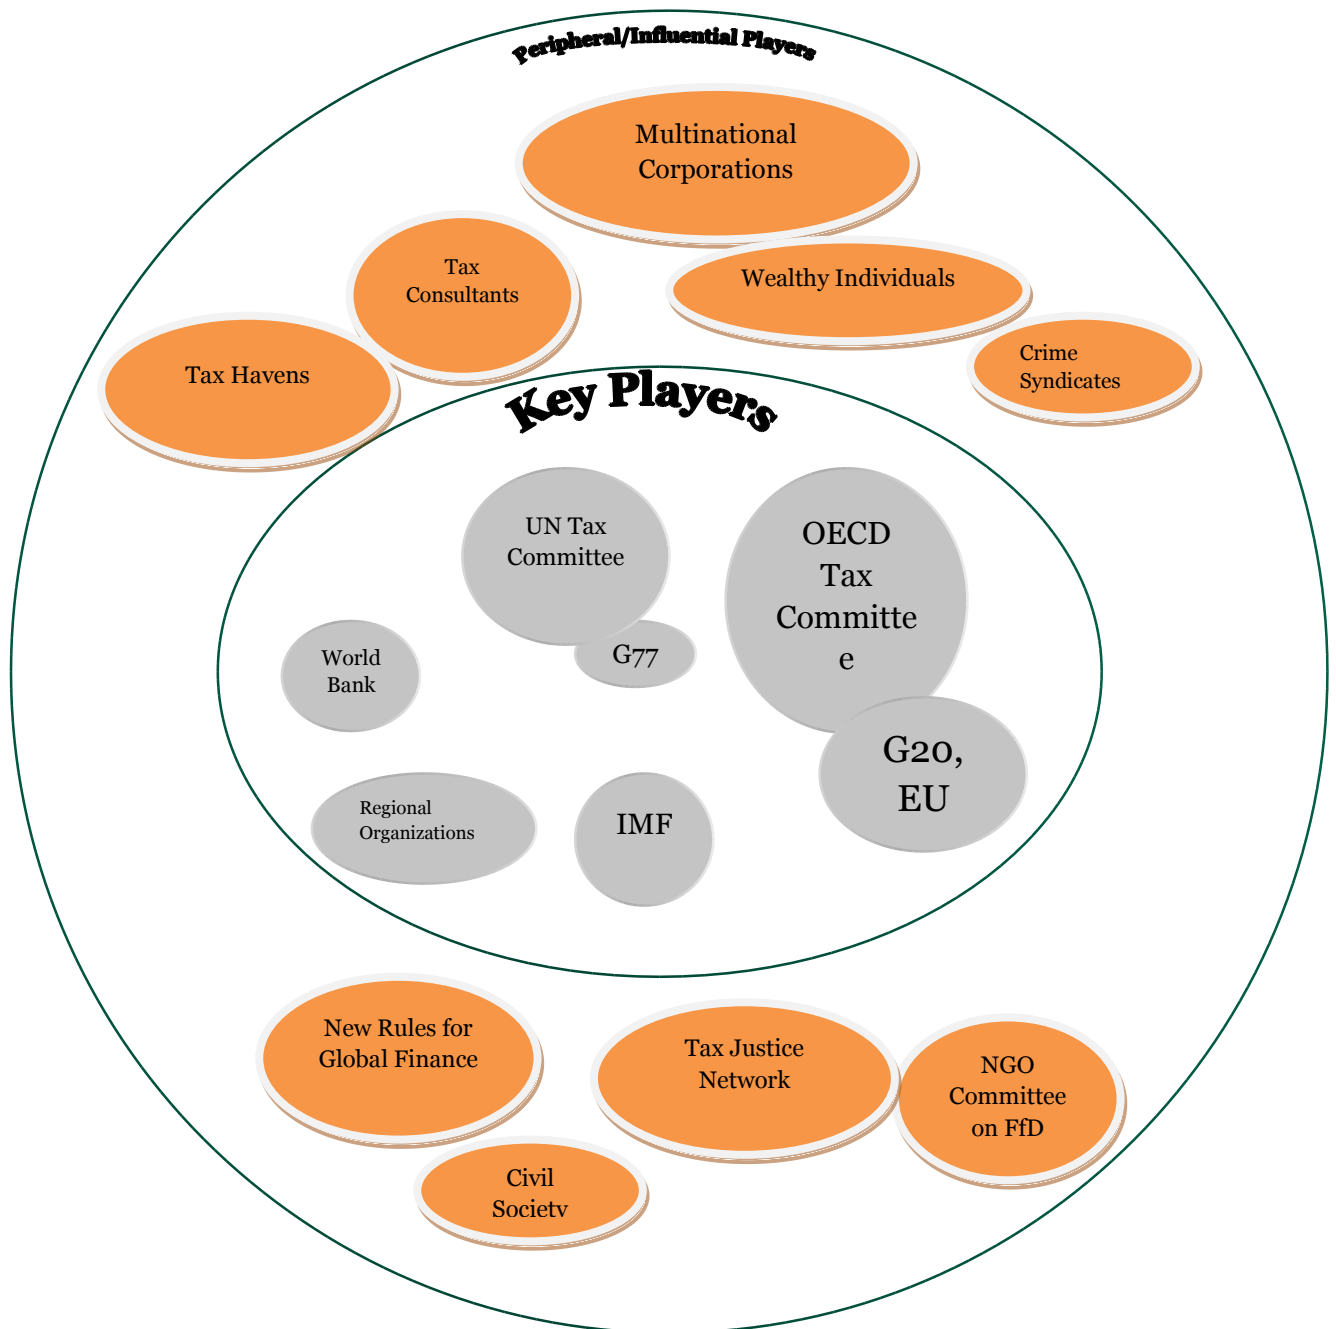 Peripheral/Influential Players
Multinational
Corporations
Tax
Consultants
Wealthy Individuals
Tax Havens
Crime
Syndicates
Key Players
UN Tax
Committee
OECD
Tax
Committe
e
G77
World
Bank
G20,
EU
Regional
Organizations
IMF
New Rules for
Global Finance
Tax Justice
Network
NGO
Committee
on FfD
Civil
Society